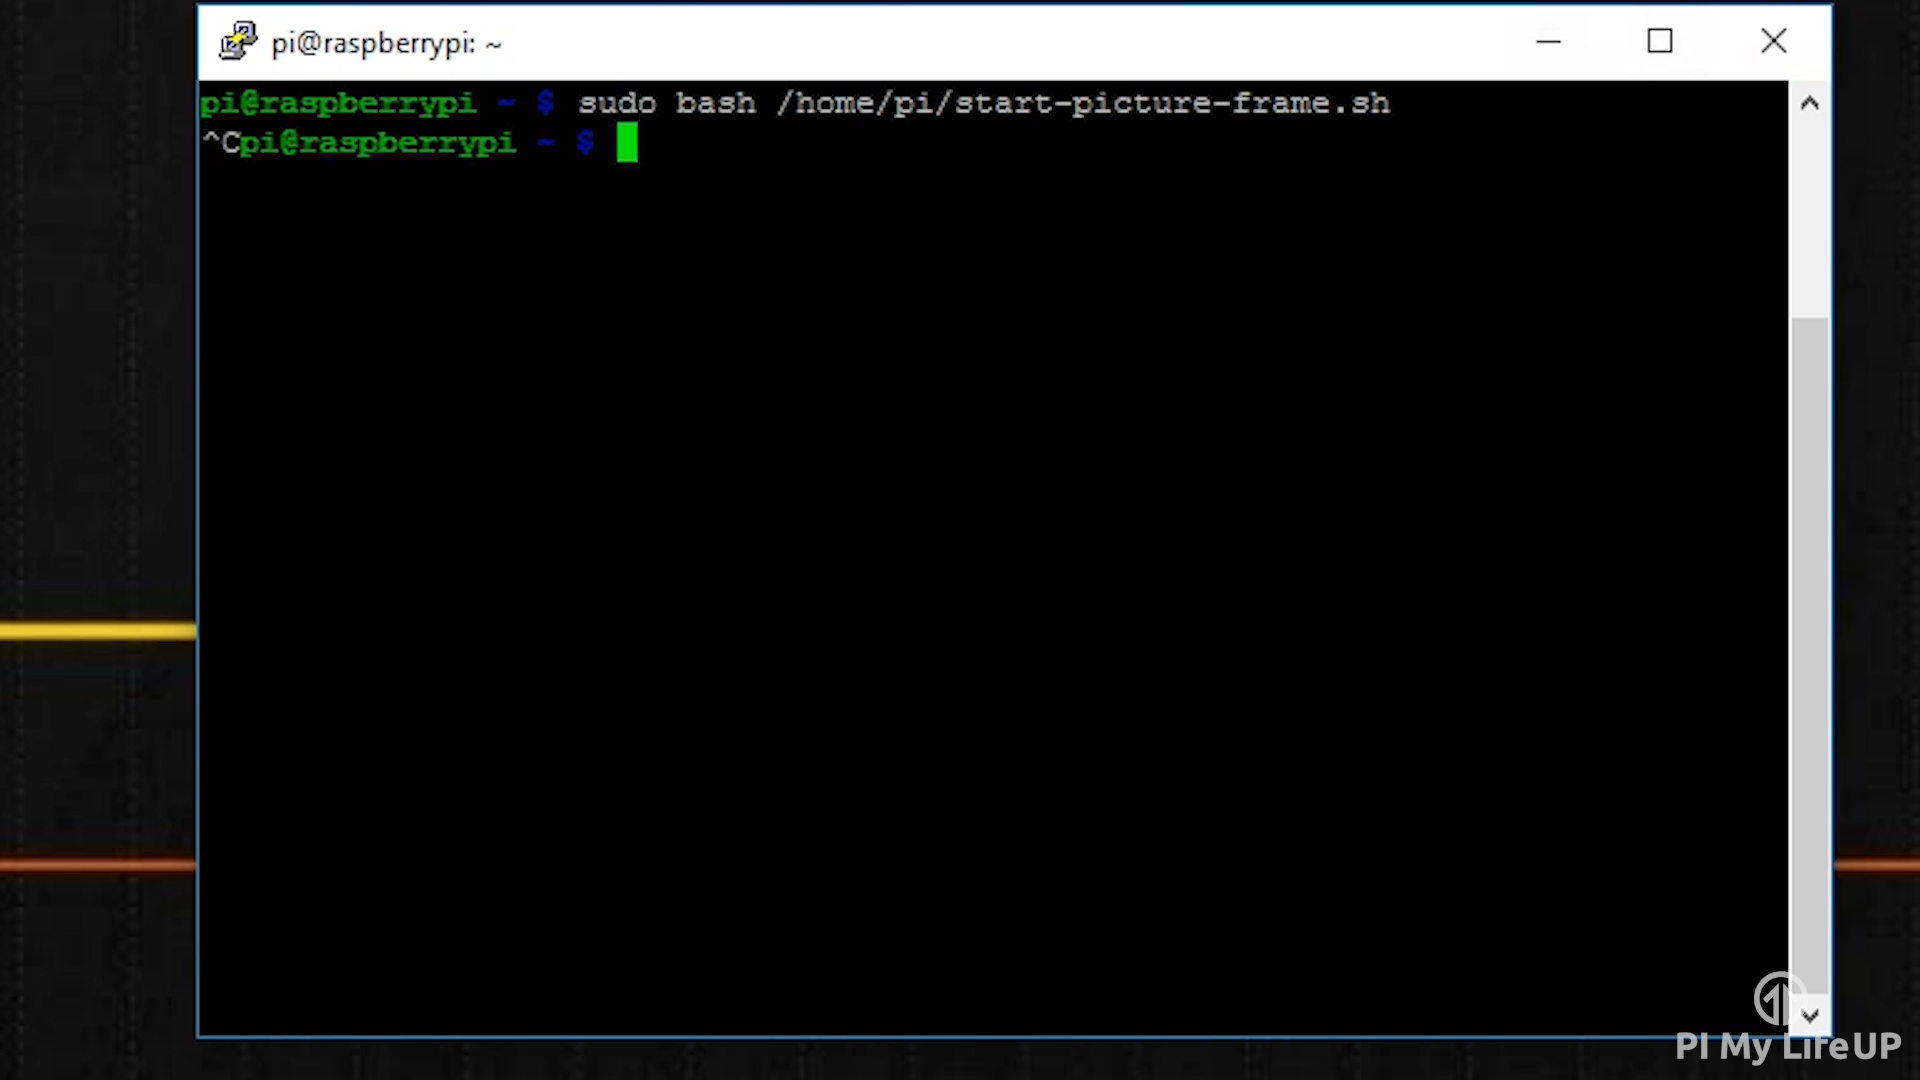 pi@raspberrypi: ~
pi@raspberrypi ~ $ sudo bash /home/pi/start-picture-frame.sh
^Cpi@raspberrypi ~ $
PI My LifeUP